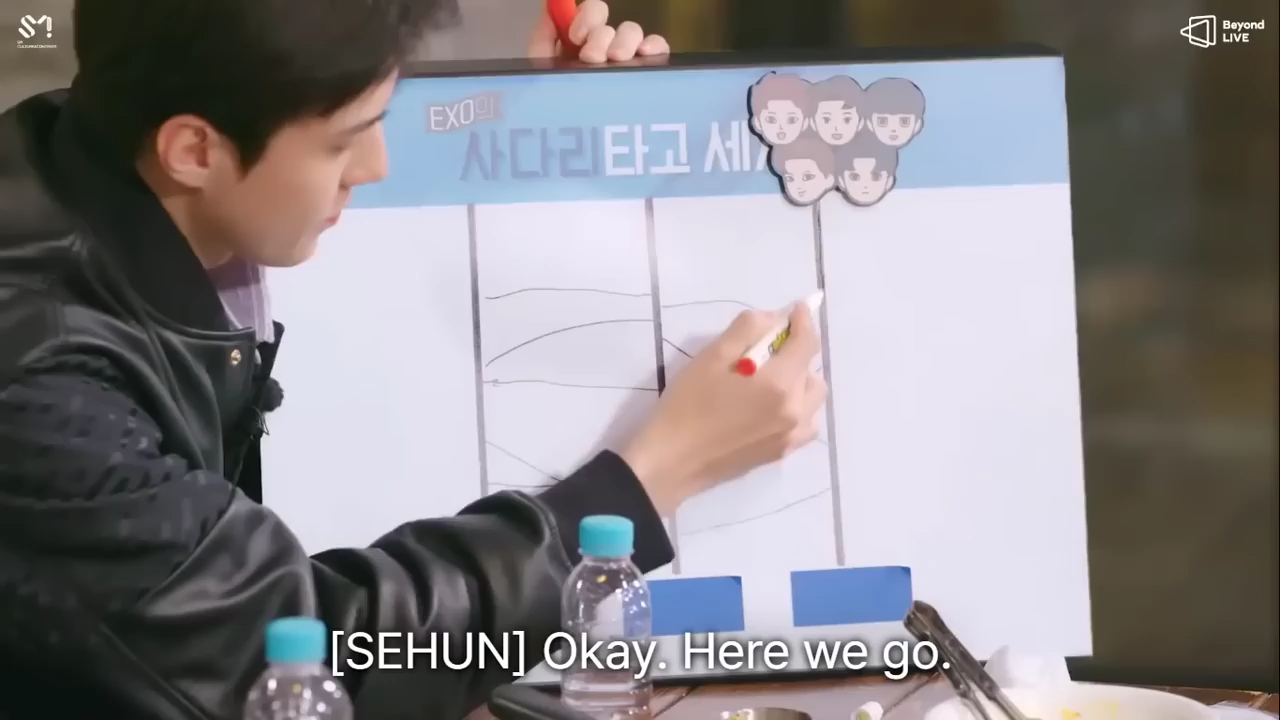 SM
Beyond
LIVE
EXO의
사다리타고 세
[SEHUN] Okay. Here we go.